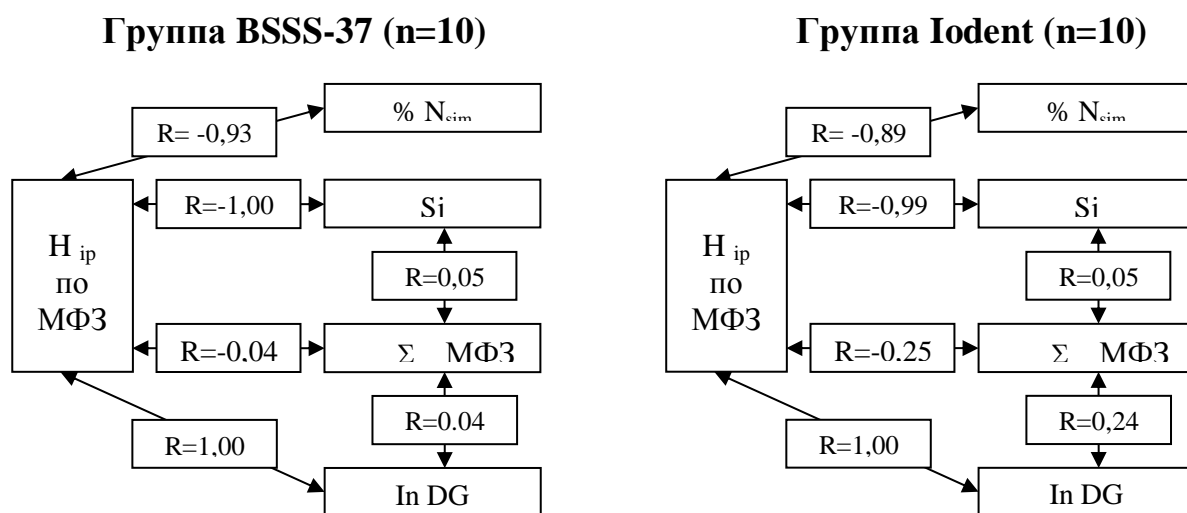 Группа BSSS-37 (n=10)
% N sim
R= -0,93
R=-1,00
Si
H ip
по
МФЗ
R=0,05
R=-0,04
Σ МФЗ
R=0.04
R=1,00
In DG
Группа Iodent (n=10)
% N sim
R= -0,89
R=-0,99
Si
H ip
по
МФЗ
R=0,05
R=-0,25
Σ МФЗ
R=0,24
R=1,00
In DG